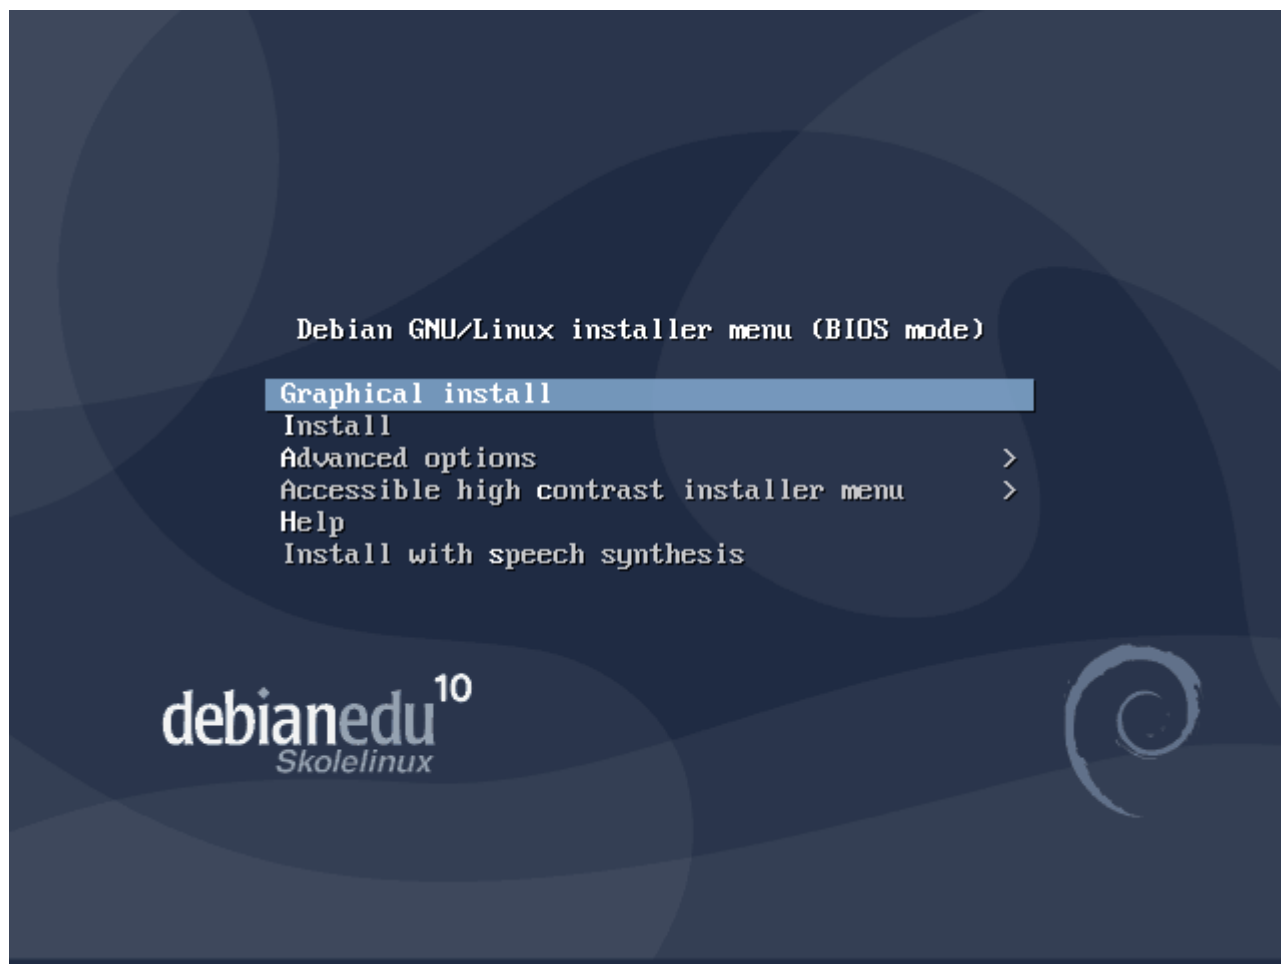 Debian GNU/Linux installer menu (BIOS mode)
Graphical install
Install
Advanced options >
Accessible high contrast installer menu >
Help
Install with speech synthesis
debianedu 10
Skolelinux